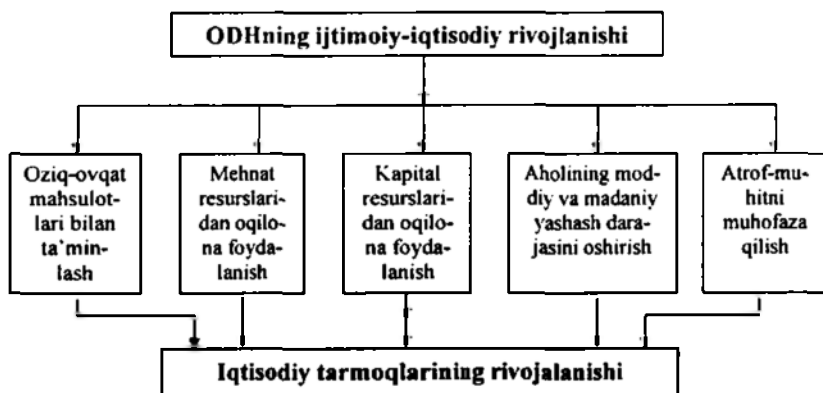 ODHning ijtimoiy-iqtisodiy rivojlanishi
Oziq-ovqat
mahsulot-
lari bilan
ta`min-
lash
Mehnat
resurslari-
dan oqilo-
na foyda-
lanish
Kapital
resurslari-
dan oqilo-
na foyda-
lanish
Aholining mod-
diy va madaniy
yashash dara-
jasini oshirish
Atrof-mu-
hitni
muhofaza
qilish
Iqtisodiy tarmoqlarining rivojalanishi